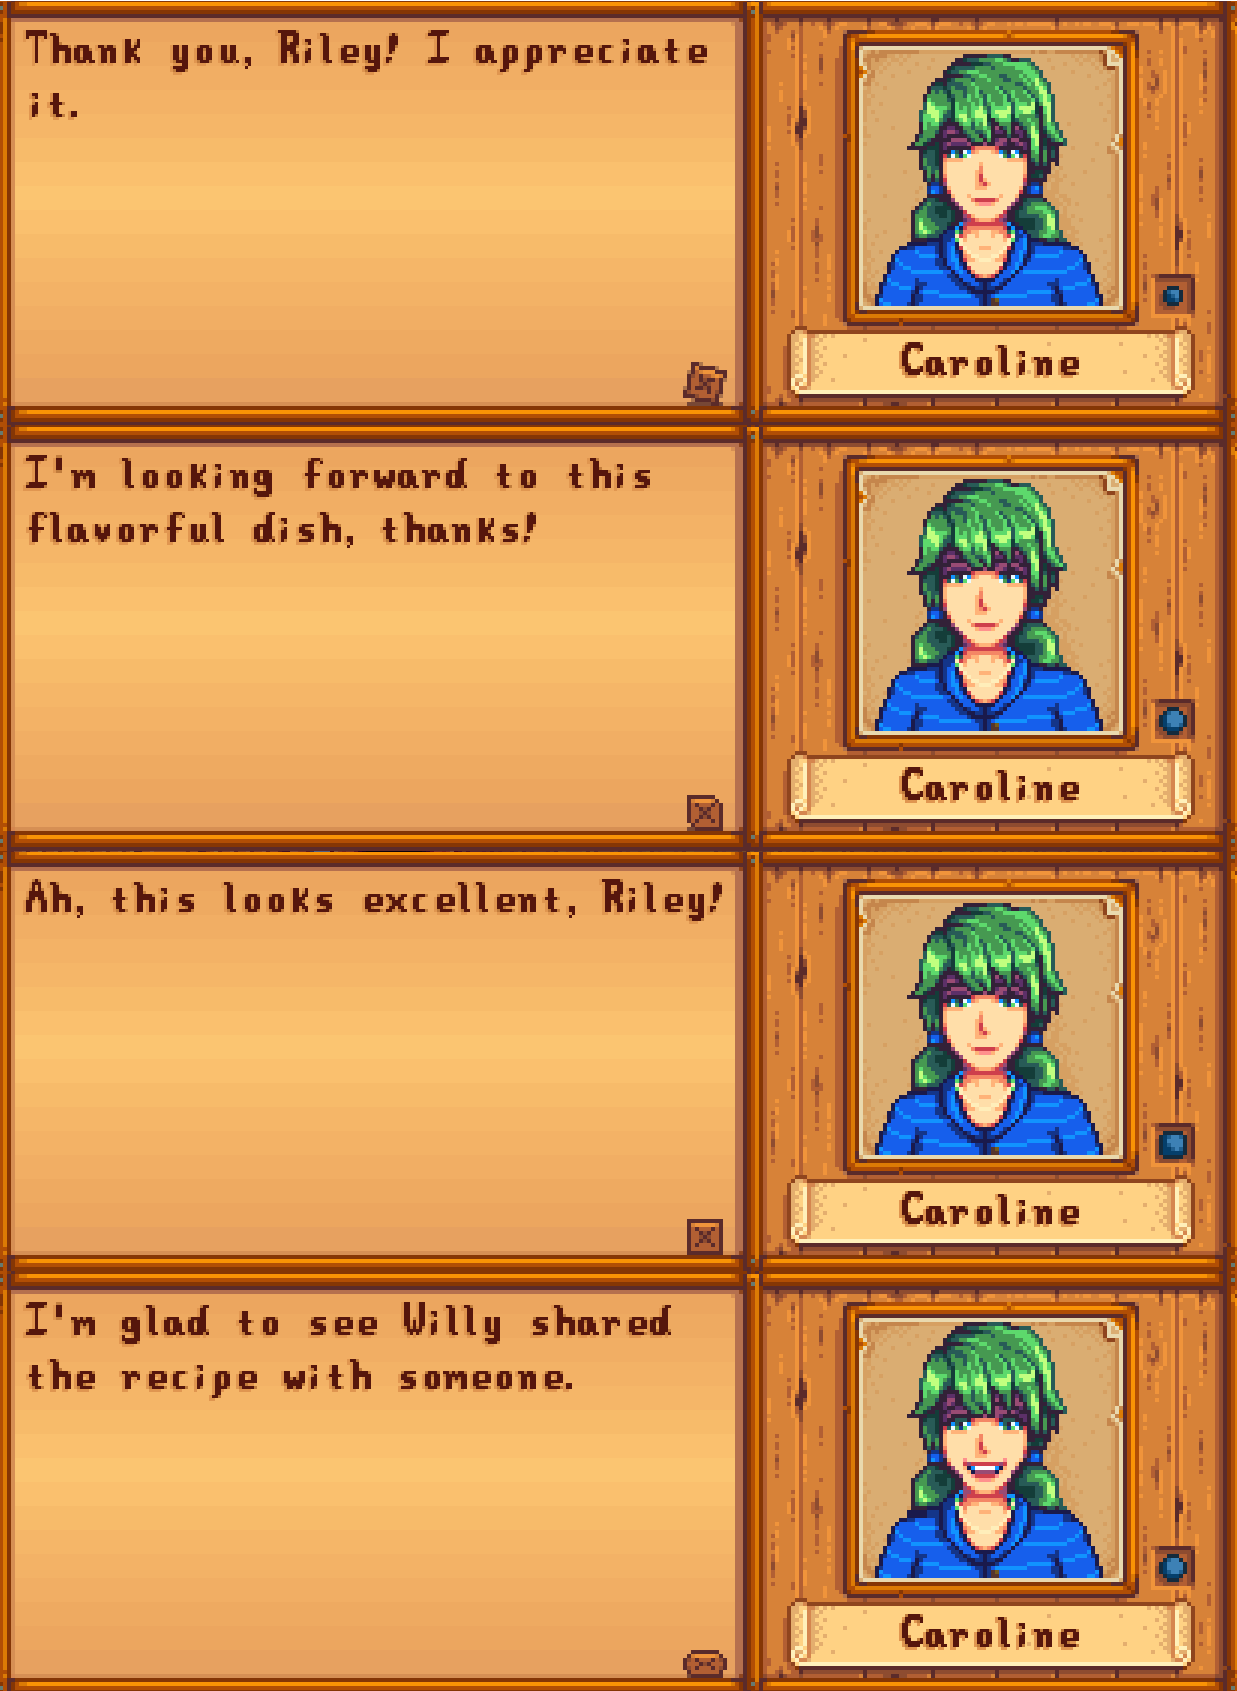 Thank you, Riley! I appreciate
it.
Caroline
I'm looking forward to this
flavorful dish, thanks!
Caroline
Ah, this looks excellent, Riley!
Caroline
I'm glad to see Willy shared
the recipe with someone.
Caroline